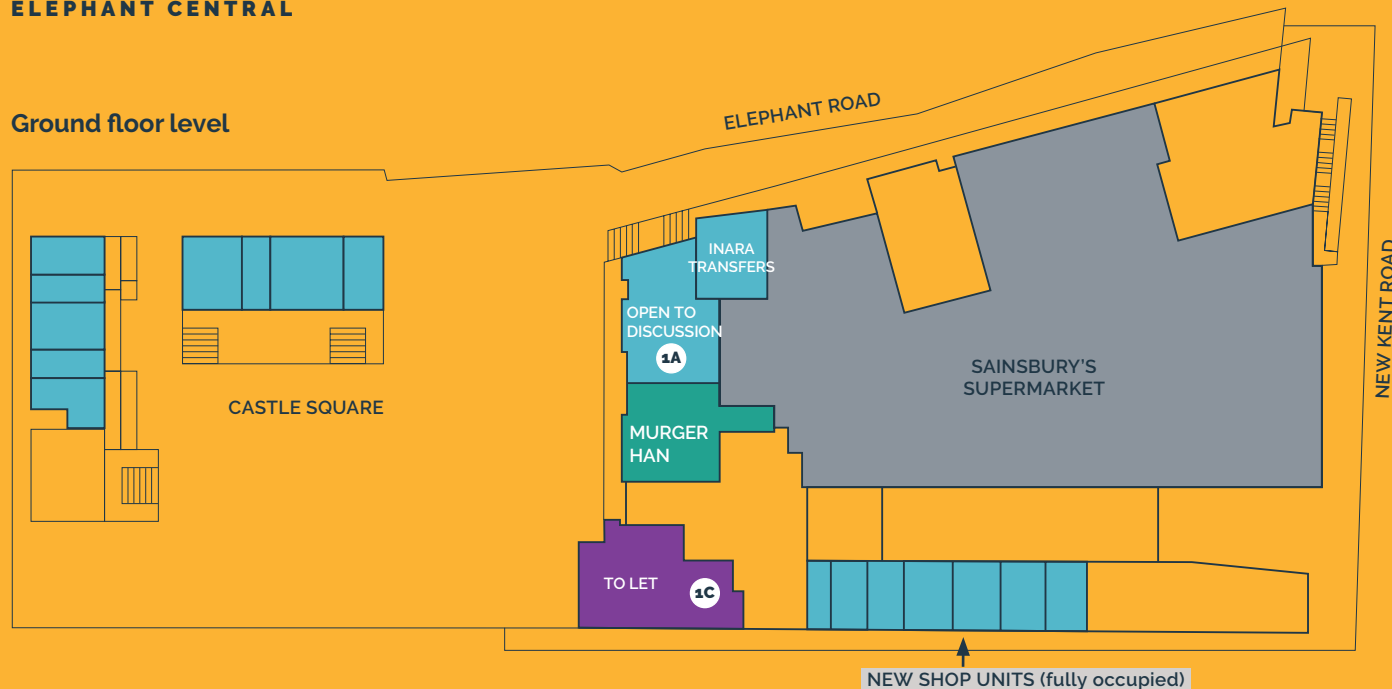 ELEPHANT CENTRAL
Ground floor level
ELEPHANT ROAD
INARA
TRANSFERS
OPEN TO
DISCUSSION
1A
SAINSBURY'S
SUPERMARKET
NEW KENT ROAD
CASTLE SQUARE
MURGER
HAN
TO LET
1C
NEW SHOP UNITS (fully occupied)